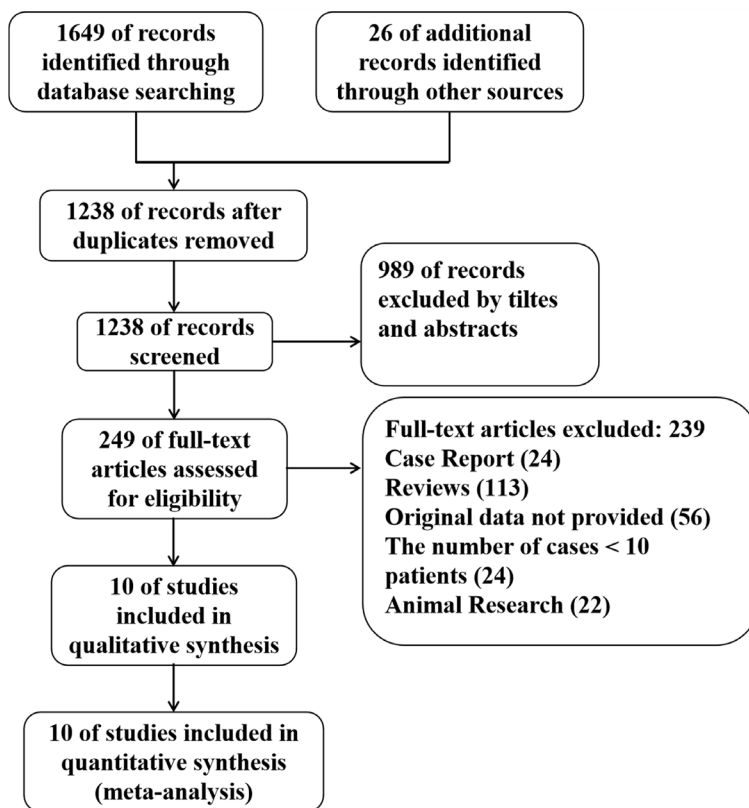 1649 of records
identified through
database searching
26 of additional
records identified
through other sources
1238 of records after
duplicates removed
989 of records
excluded by tiltes
and abstracts
1238 of records
screened
249 of full-text
articles assessed
for eligibility
Full-text articles excluded: 239
Case Report (24)
Reviews (113)
Original data not provided (56)
The number of cases < 10
patients (24)
Animal Research (22)
10 of studies
included in
qualitative synthesis
10 of studies included in
quantitative synthesis
(meta-analysis)